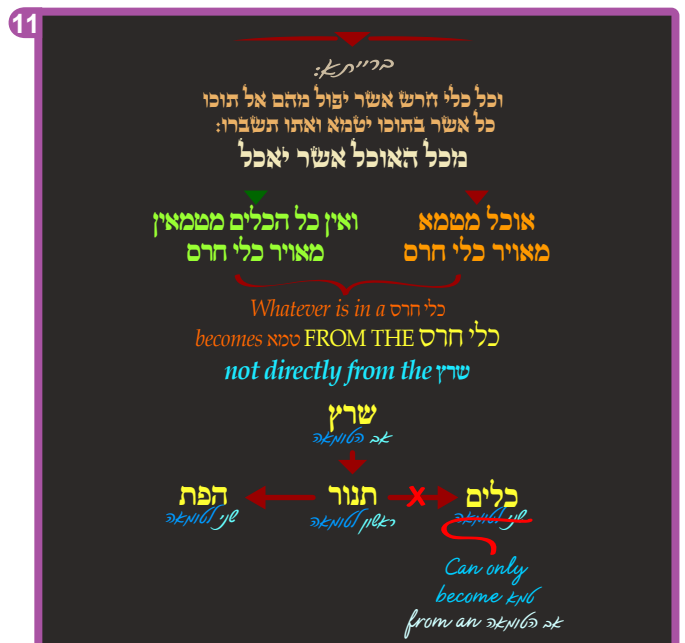 11
ברייתא:
וכל כלי חרש אשר יפול מהם אל תוכו
כל אשר בתוכו יטמא ואתו תשברו:
מכל האוכל אשר יאכל
אוכל מטמא
מאויר כלי חרס
ואין כל הכלים מטמאין
מאויר כלי חרס
Whatever is in a כלי חרס
becomes טמא FROM THE כלי חרס
not directly from the שרץ
שרץ
אב הטומאה
כלים
שני לטומאה
X
תנור
ראשון לטומאה
הפת
שני לטומאה
Can only
become טמא
from an אב הטומאה